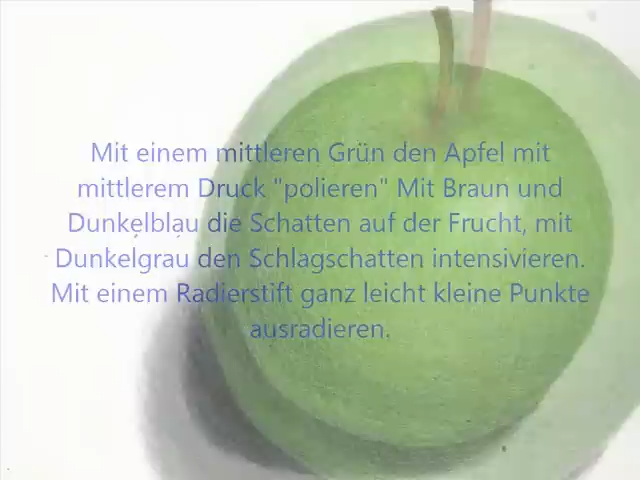 Mit einem mittleren Grün den Apfel mit
mittlerem Druck "polieren" Mit Braun und
Dunkelblau die Schatten auf der Frucht, mit
Dunkelgrau den Schlagschatten intensivieren.
Mit einem Radierstift ganz leicht kleine Punkte
ausradieren.